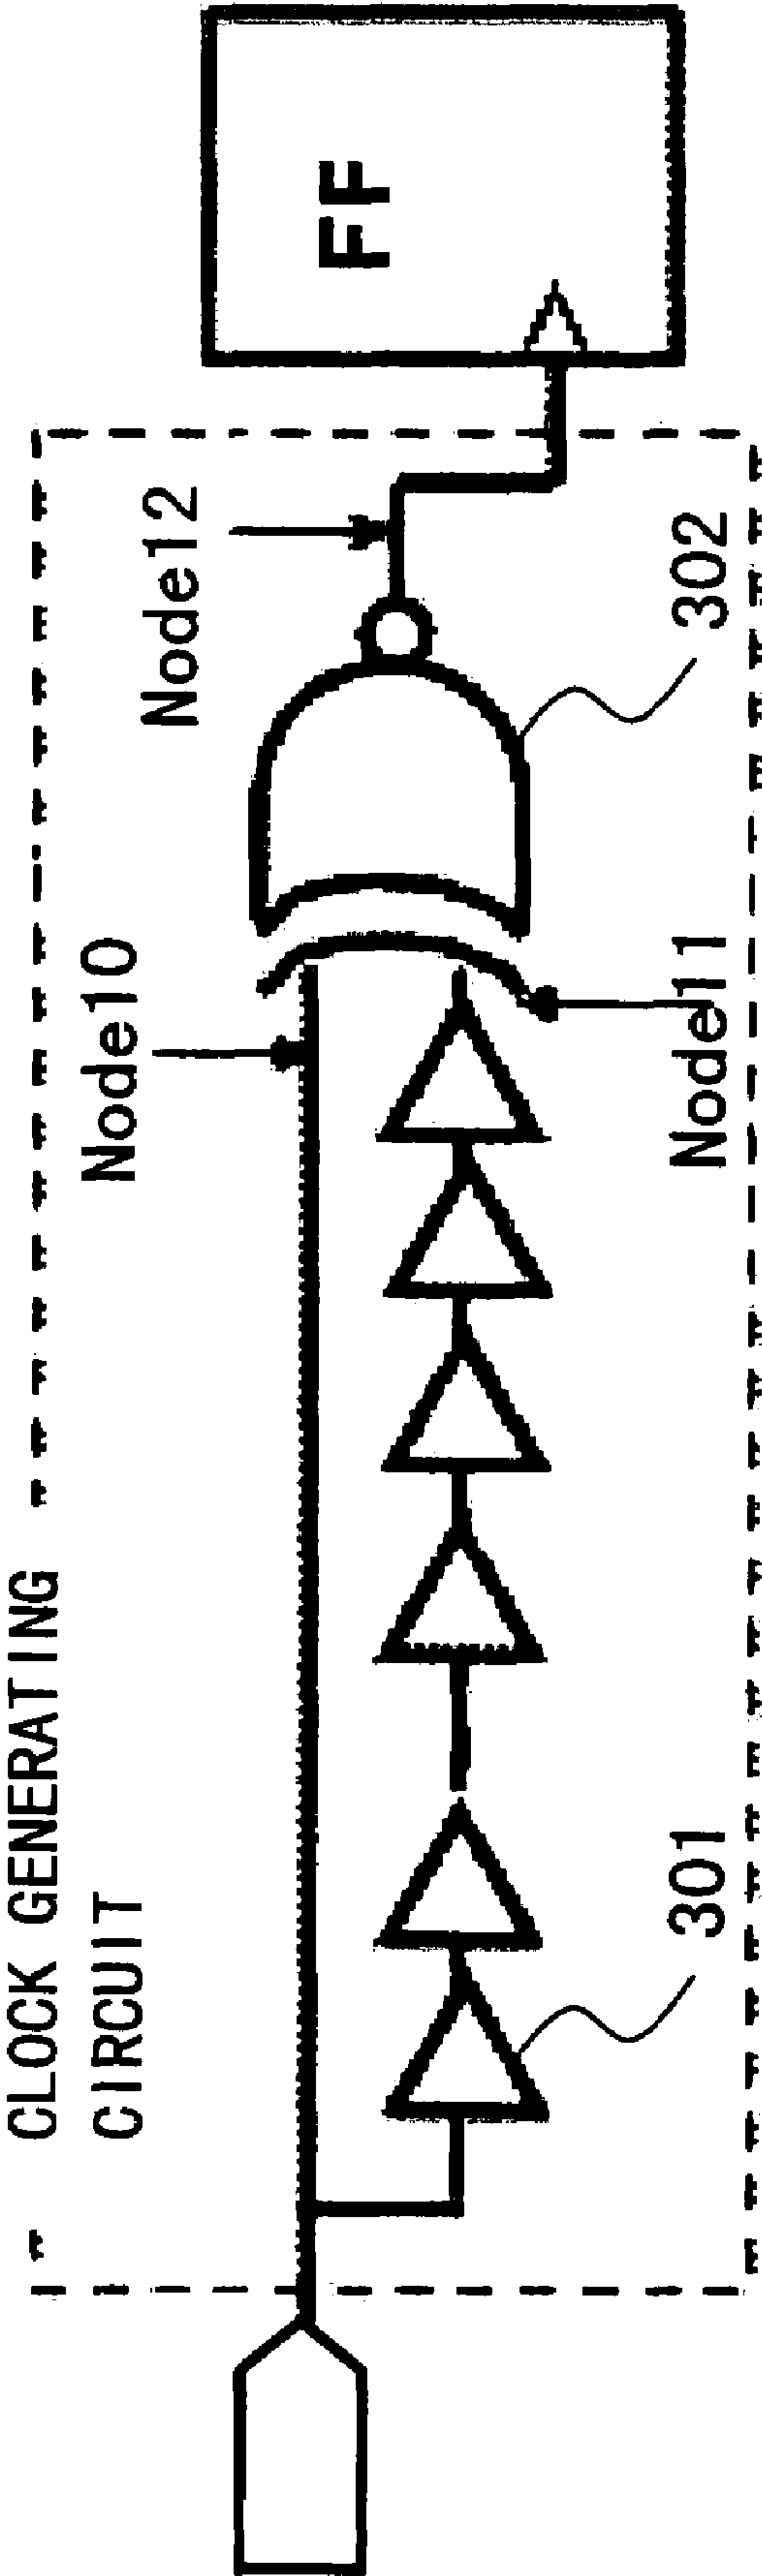 CLOCK GENERATING
CIRCUIT
Node10
Node12
FF
301
Node11
302